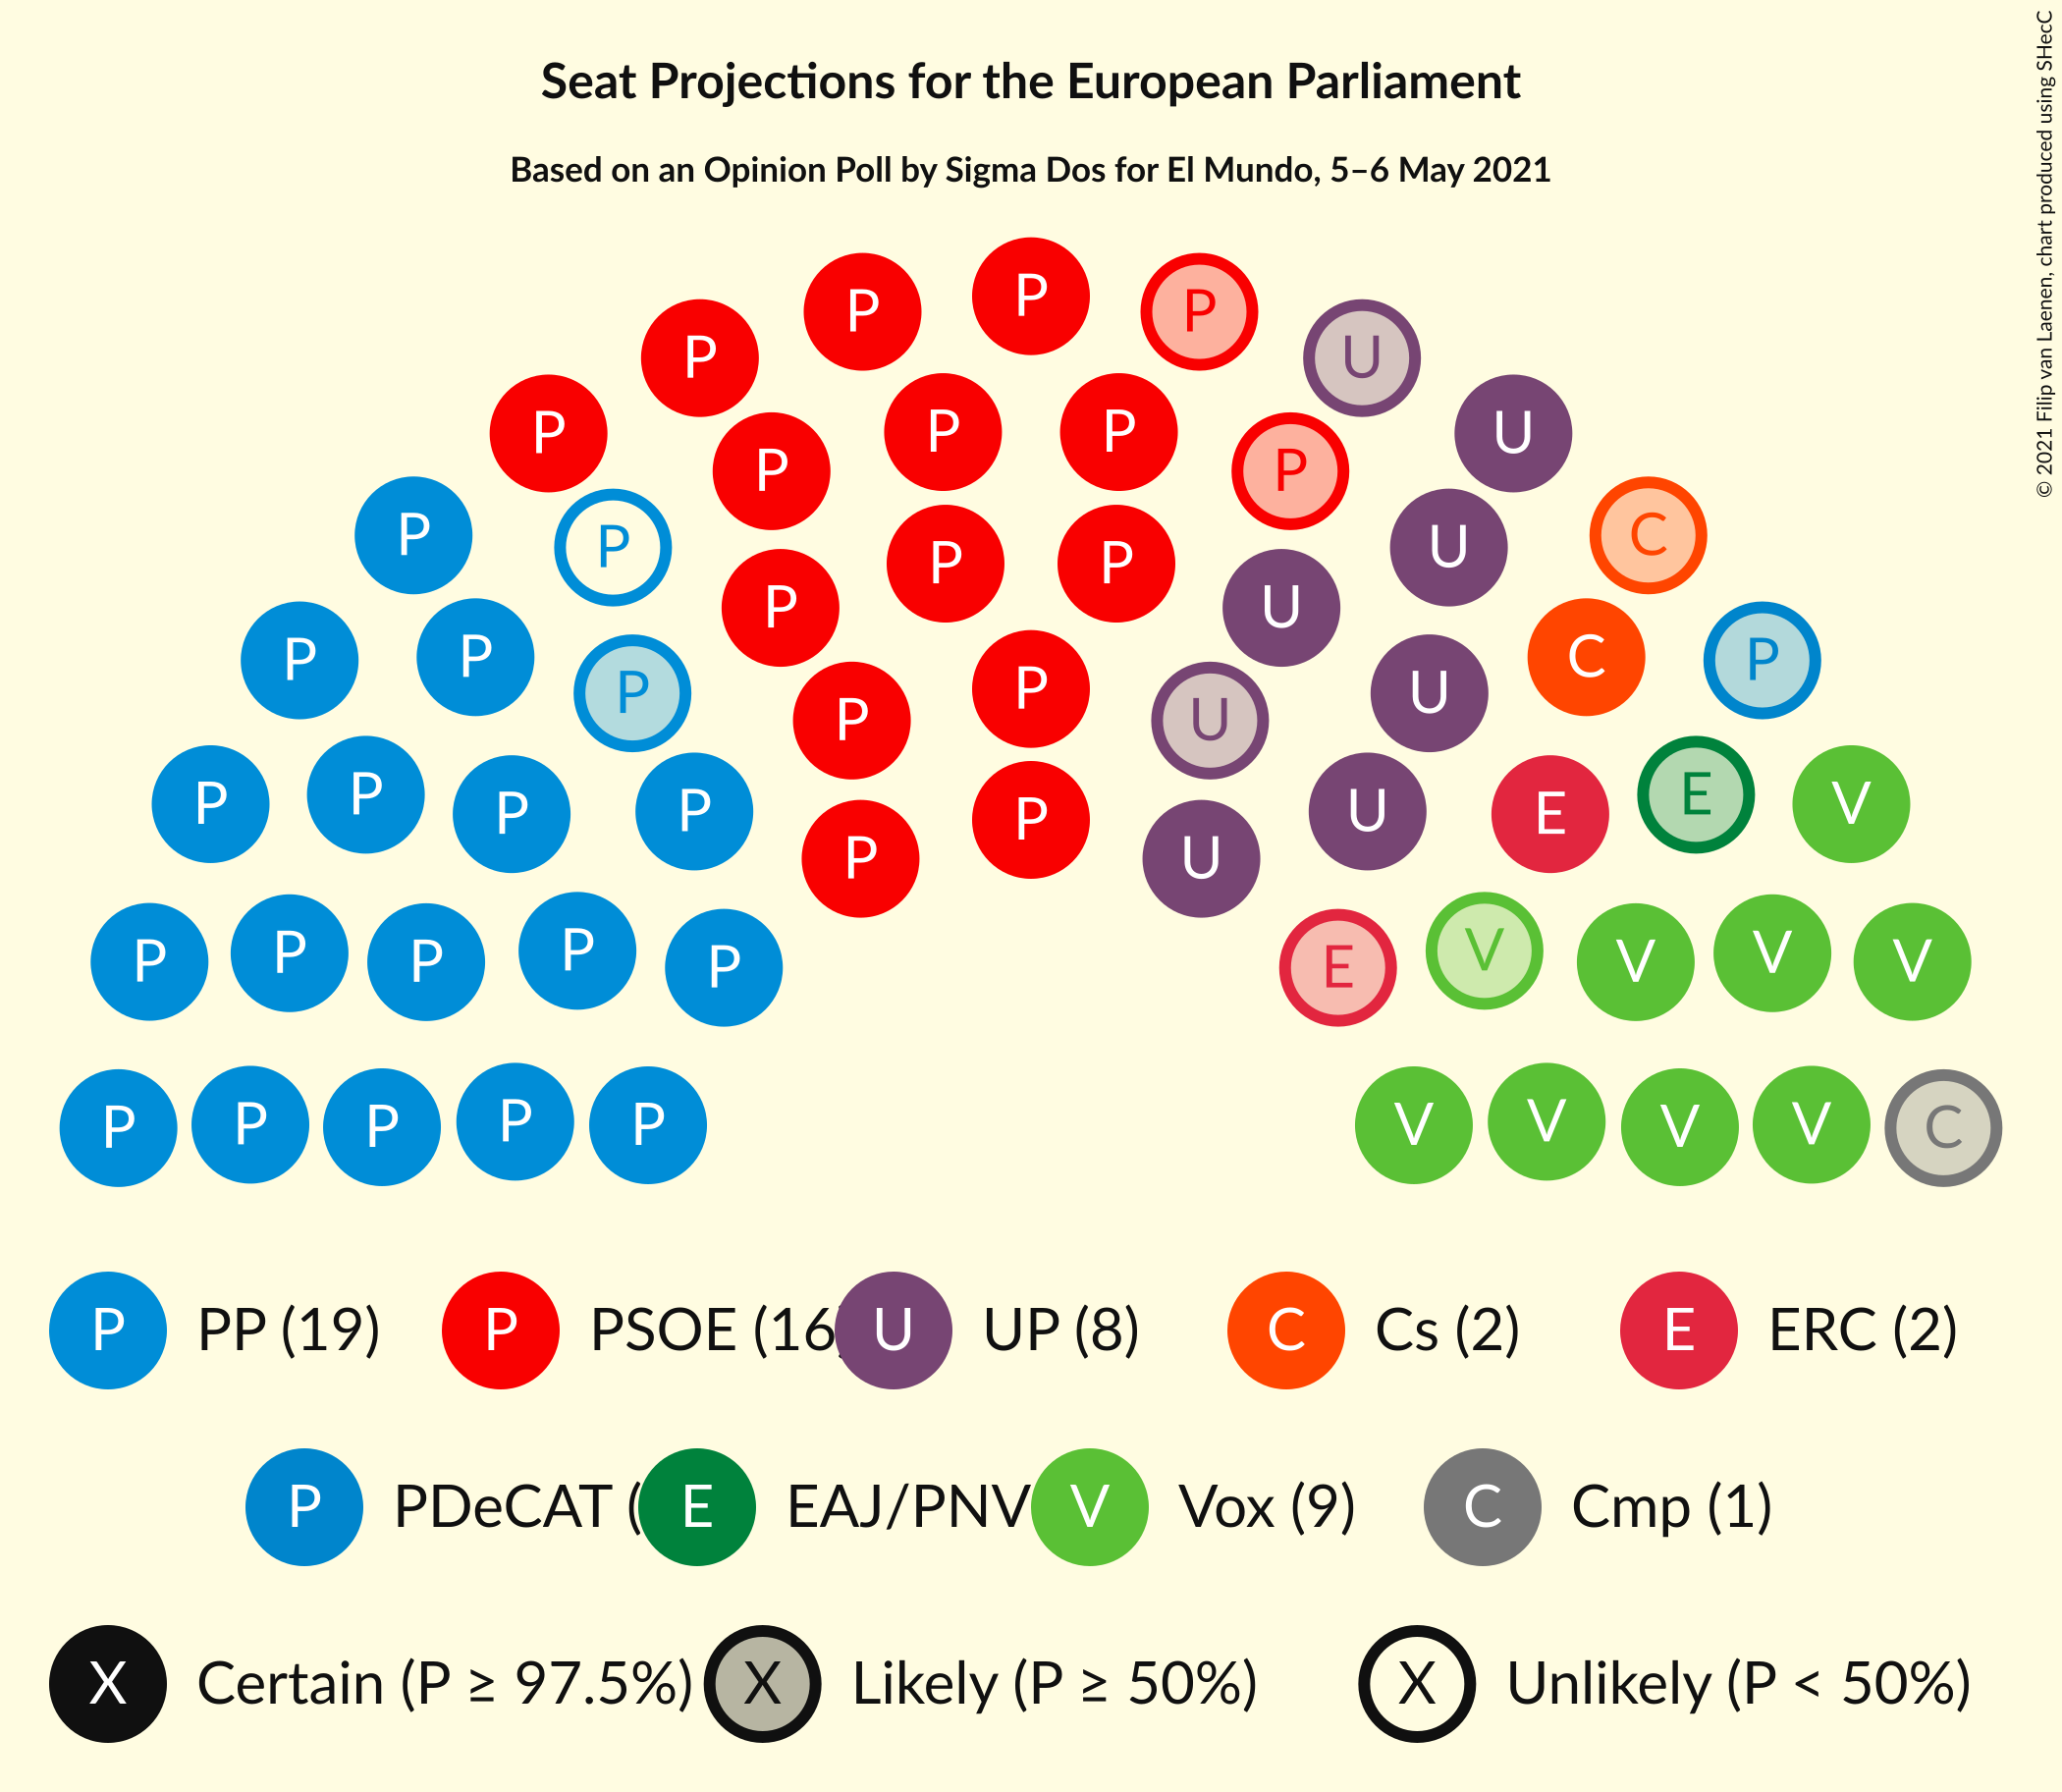 © 2021 Filip van Laenen, chart produced using SHecC
Seat Projections for the European Parliament
Based on an Opinion Poll by Sigma Dos for El Mundo, 5–6 May 2021
P
P P
P U
P P P U
P P
P C
P U
P P
P U
P P C P
P P U
P U
P P P P P U E E V
P U
P P P P P E V V V V
P P P P P V V V V C
P PP (19) P PSOE (16 U UP (8) C Cs (2) E ERC (2)
P PDeCAT ( E EAJ/PNV V Vox (9) C Cmp (1)
X Certain (P ≥ 97.5%) X Likely (P ≥ 50%) X Unlikely (P < 50%)